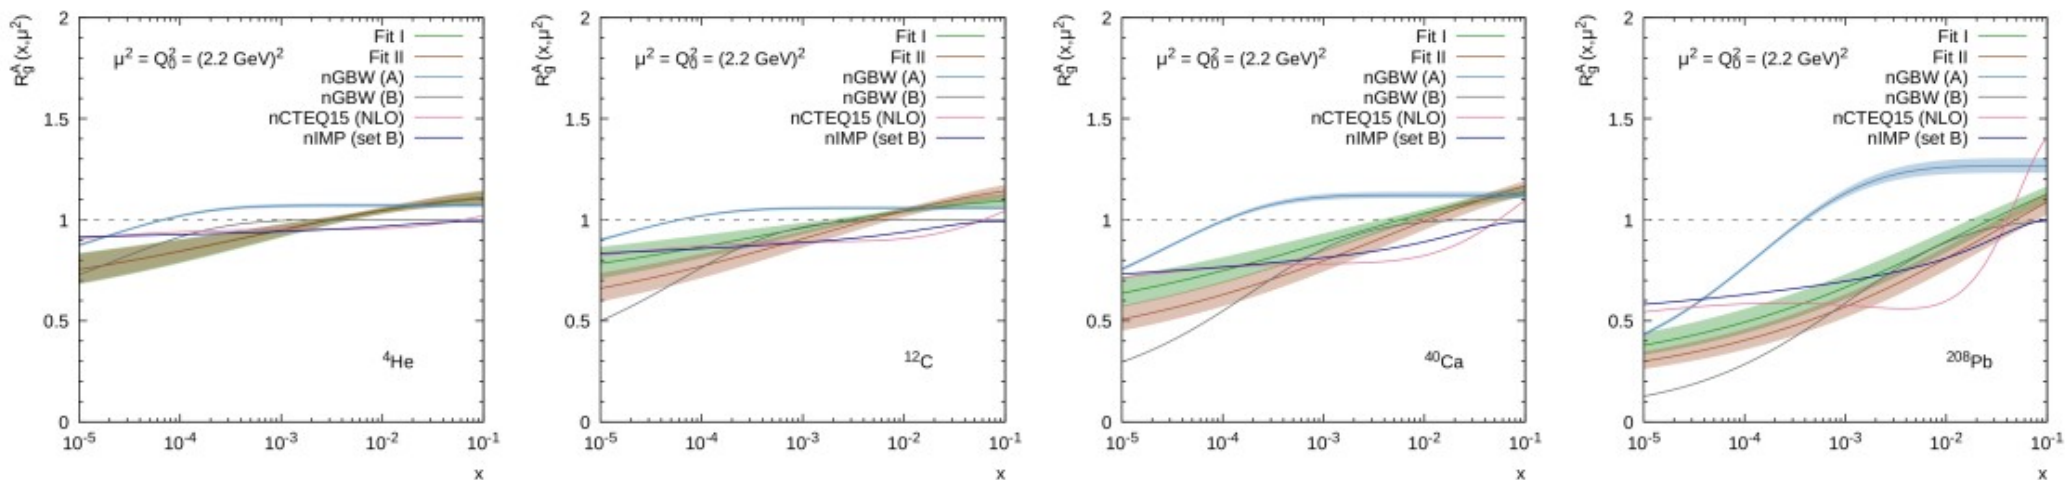 R_g^A (x,μ²)
2
1.5
1
0.5
0
μ² = Q₀² = (2.2 GeV)²
Fit I
Fit II
nGBW (A)
nGBW (B)
nCTEQ15 (NLO)
nIMP (set B)
⁴He
10⁻⁵ 10⁻⁴ 10⁻³ 10⁻² 10⁻¹
x
R_g^A (x,μ²)
2
1.5
1
0.5
0
μ² = Q₀² = (2.2 GeV)²
Fit I
Fit II
nGBW (A)
nGBW (B)
nCTEQ15 (NLO)
nIMP (set B)
¹²C
10⁻⁵ 10⁻⁴ 10⁻³ 10⁻² 10⁻¹
x
R_g^A (x,μ²)
2
1.5
1
0.5
0
μ² = Q₀² = (2.2 GeV)²
Fit I
Fit II
nGBW (A)
nGBW (B)
nCTEQ15 (NLO)
nIMP (set B)
⁴⁰Ca
10⁻⁵ 10⁻⁴ 10⁻³ 10⁻² 10⁻¹
x
R_g^A (x,μ²)
2
1.5
1
0.5
0
μ² = Q₀² = (2.2 GeV)²
Fit I
Fit II
nGBW (A)
nGBW (B)
nCTEQ15 (NLO)
nIMP (set B)
²⁰⁸Pb
10⁻⁵ 10⁻⁴ 10⁻³ 10⁻² 10⁻¹
x